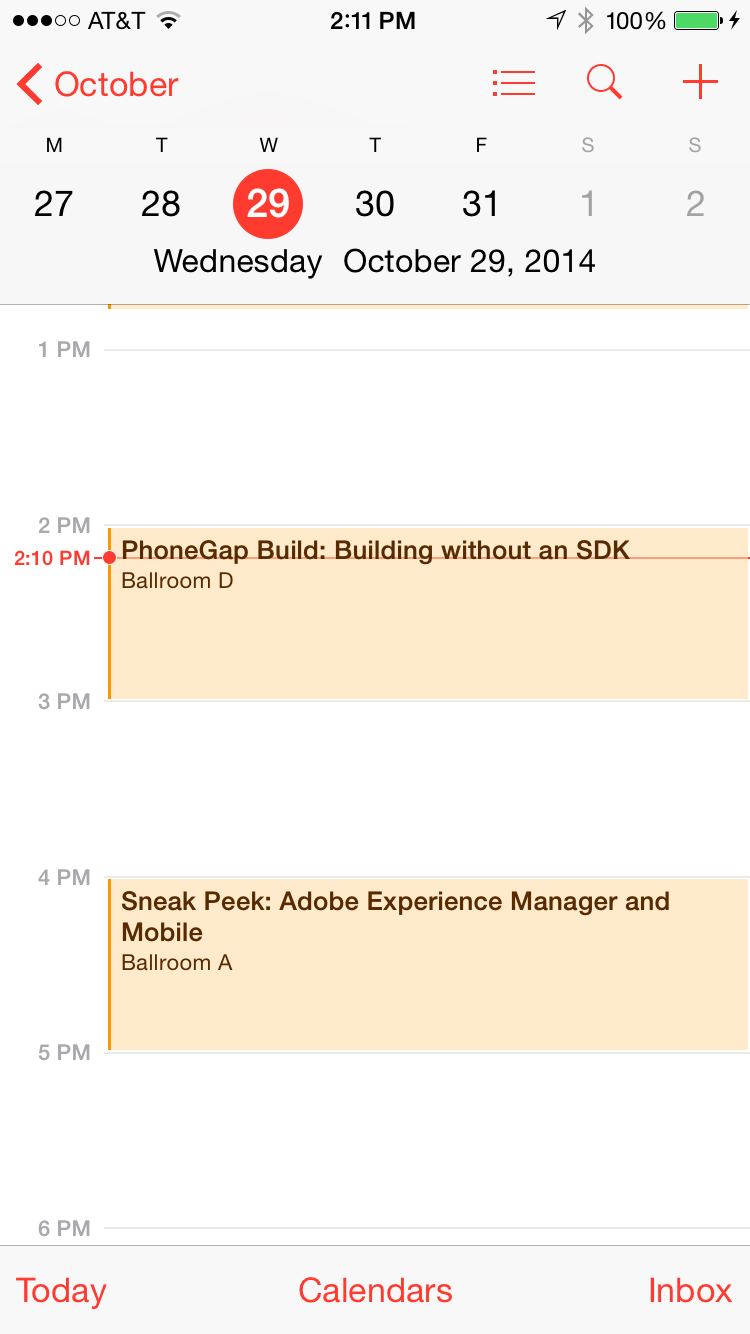 AT&T 2:11 PM 100%
October
M T W T F S S
27 28 29 30 31 1 2
Wednesday October 29, 2014
1 PM
2 PM
2:10 PM PhoneGap Build: Building without an SDK
Ballroom D
3 PM
4 PM
Sneak Peek: Adobe Experience Manager and
Mobile
Ballroom A
5 PM
6 PM
Today Calendars Inbox